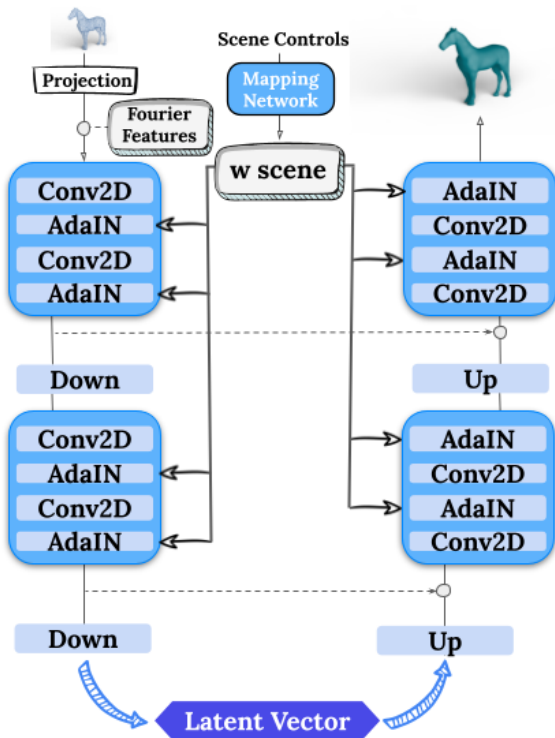 Scene Controls
Projection
Mapping
Network
Fourier
Features
w scene
Conv2D
AdaIN
Conv2D
AdaIN
AdaIN
Conv2D
AdaIN
Conv2D
Down
Up
Conv2D
AdaIN
Conv2D
AdaIN
AdaIN
Conv2D
AdaIN
Conv2D
Down
Up
Latent Vector